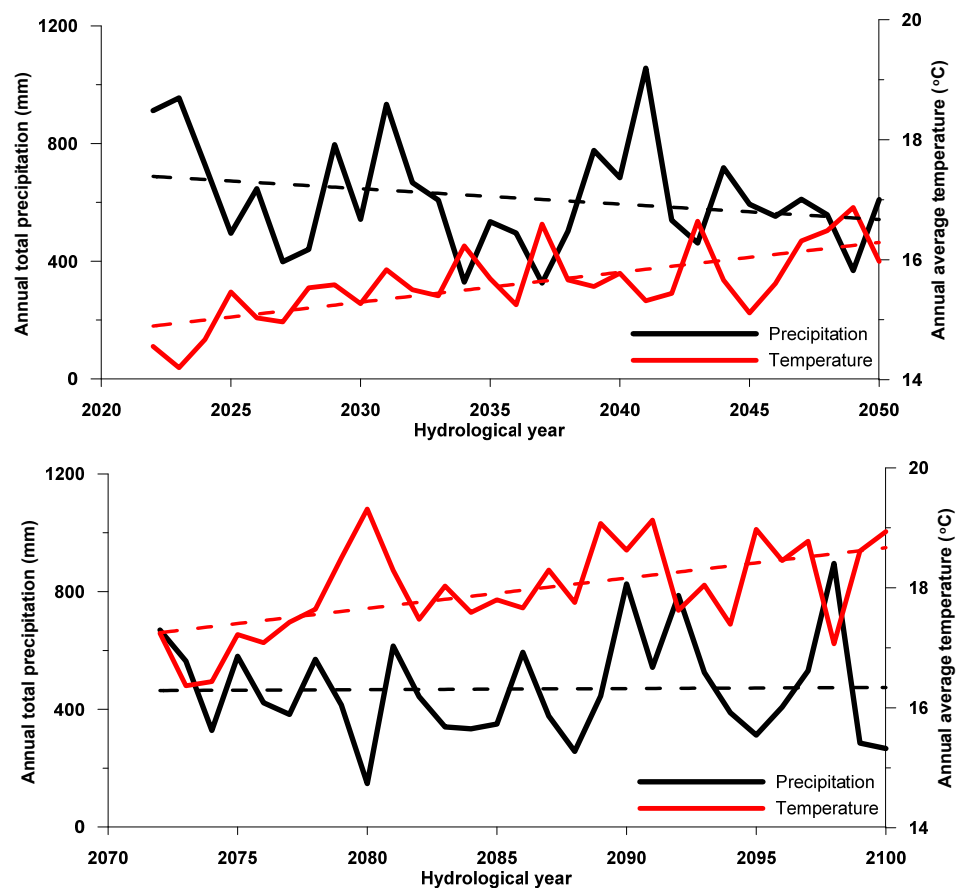 1200
800
400
0
Annual total precipitation (mm)
20
18
16
14
Annual average temperature (°C)
Precipitation
Temperature
2020 2025 2030 2035 2040 2045 2050
Hydrological year
1200
800
400
0
Annual total precipitation (mm)
20
18
16
14
Annual average temperature (°C)
Precipitation
Temperature
2070 2075 2080 2085 2090 2095 2100
Hydrological year